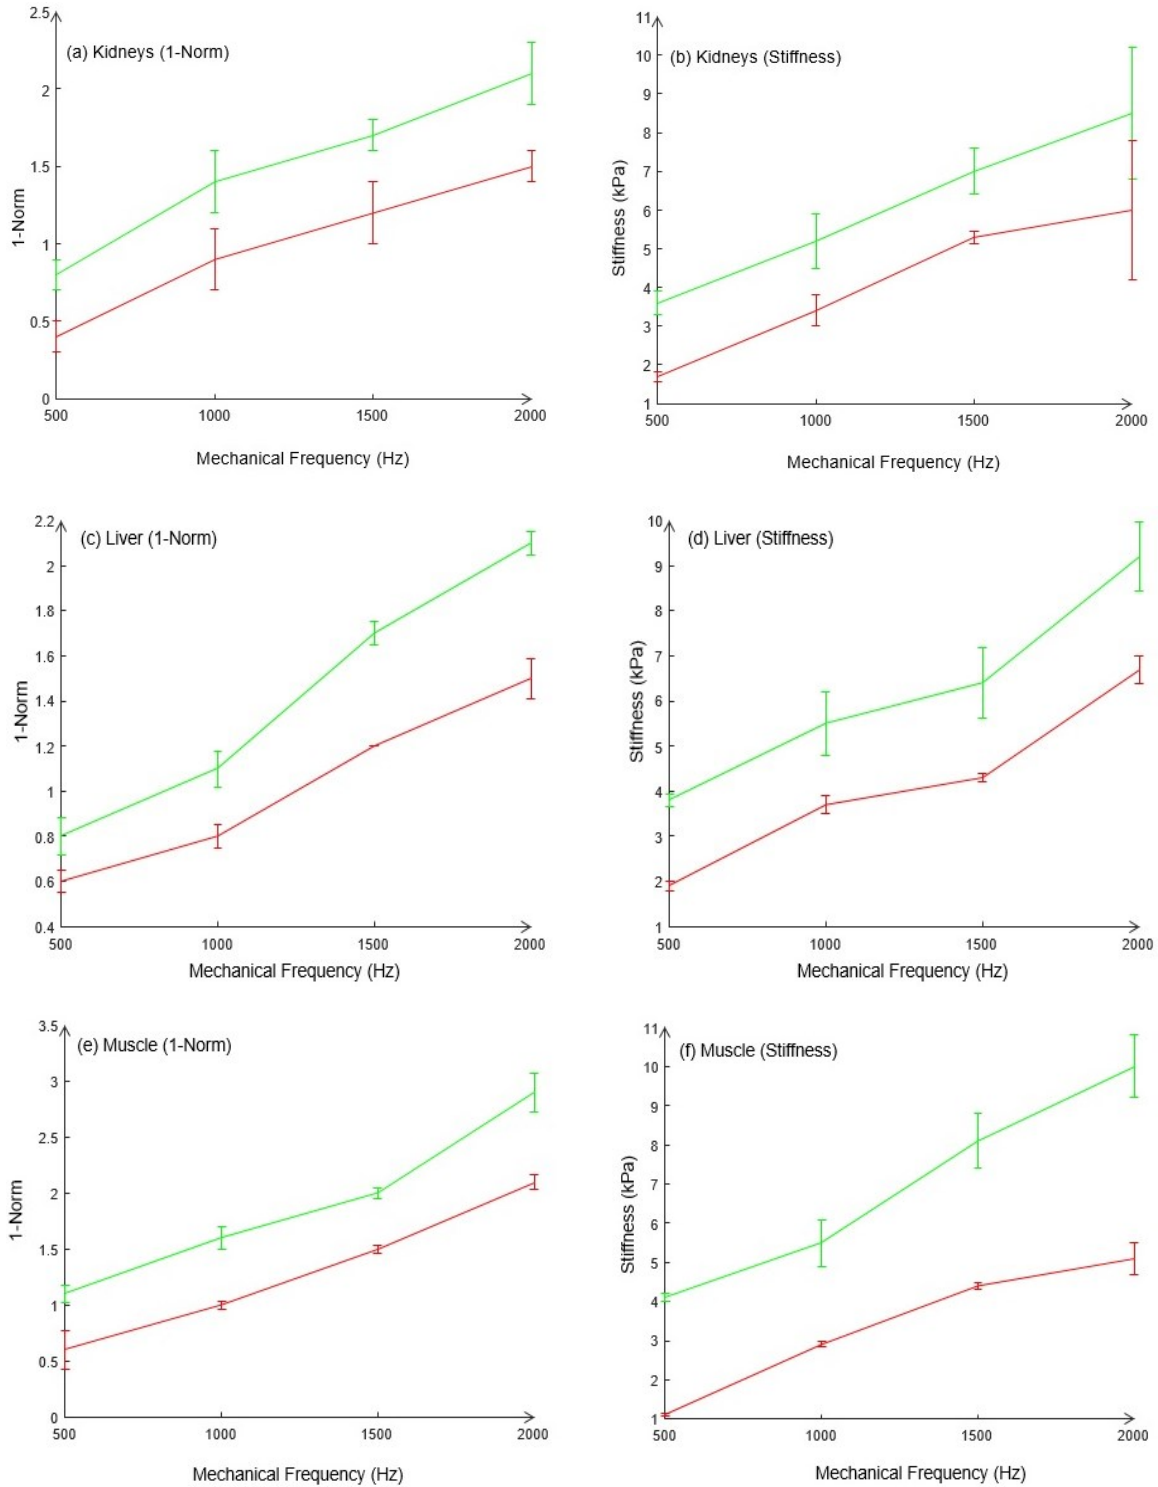 (a) Kidneys (1-Norm)
2.5
2
1.5
1
0.5
0
1-Norm
500 1000 1500 2000
Mechanical Frequency (Hz)
(b) Kidneys (Stiffness)
11
10
9
8
7
6
5
4
3
2
1
Stiffness (kPa)
500 1000 1500 2000
Mechanical Frequency (Hz)
(c) Liver (1-Norm)
2.2
2
1.8
1.6
1.4
1.2
1
0.8
0.6
0.4
1-Norm
500 1000 1500 2000
Mechanical Frequency (Hz)
(d) Liver (Stiffness)
10
9
8
7
6
5
4
3
2
1
Stiffness (kPa)
500 1000 1500 2000
Mechanical Frequency (Hz)
(e) Muscle (1-Norm)
3.5
3
2.5
2
1.5
1
0.5
0
1-Norm
500 1000 1500 2000
Mechanical Frequency (Hz)
(f) Muscle (Stiffness)
11
10
9
8
7
6
5
4
3
2
1
Stiffness (kPa)
500 1000 1500 2000
Mechanical Frequency (Hz)